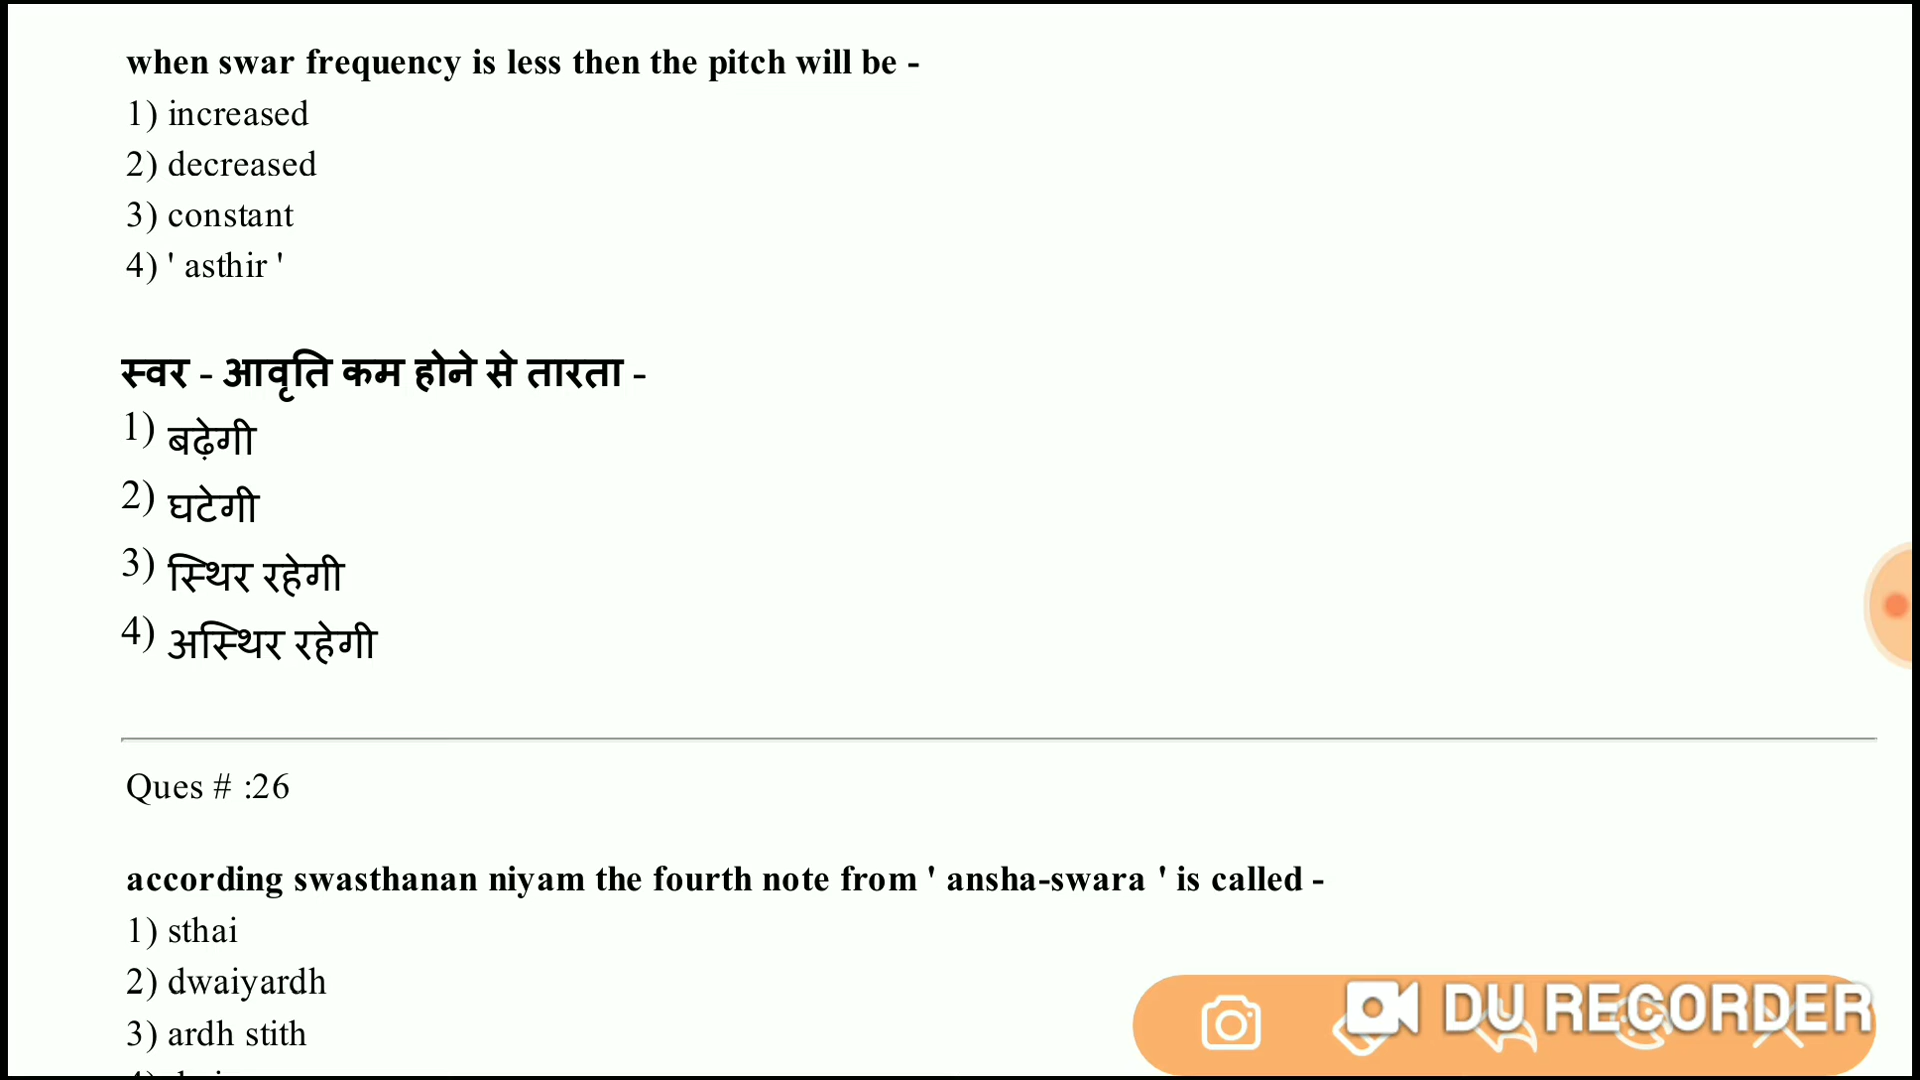 when swar frequency is less then the pitch will be -
1) increased
2) decreased
3) constant
4) ' asthir '
स्वर - आवृति कम होने से तारता -
1) बढ़ेगी
2) घटेगी
3) स्थिर रहेगी
4) अस्थिर रहेगी
Ques # :26
according swasthanan niyam the fourth note from ' ansha-swara ' is called -
1) sthai
2) dwaiyardh
3) ardh stith
DU RECORDER